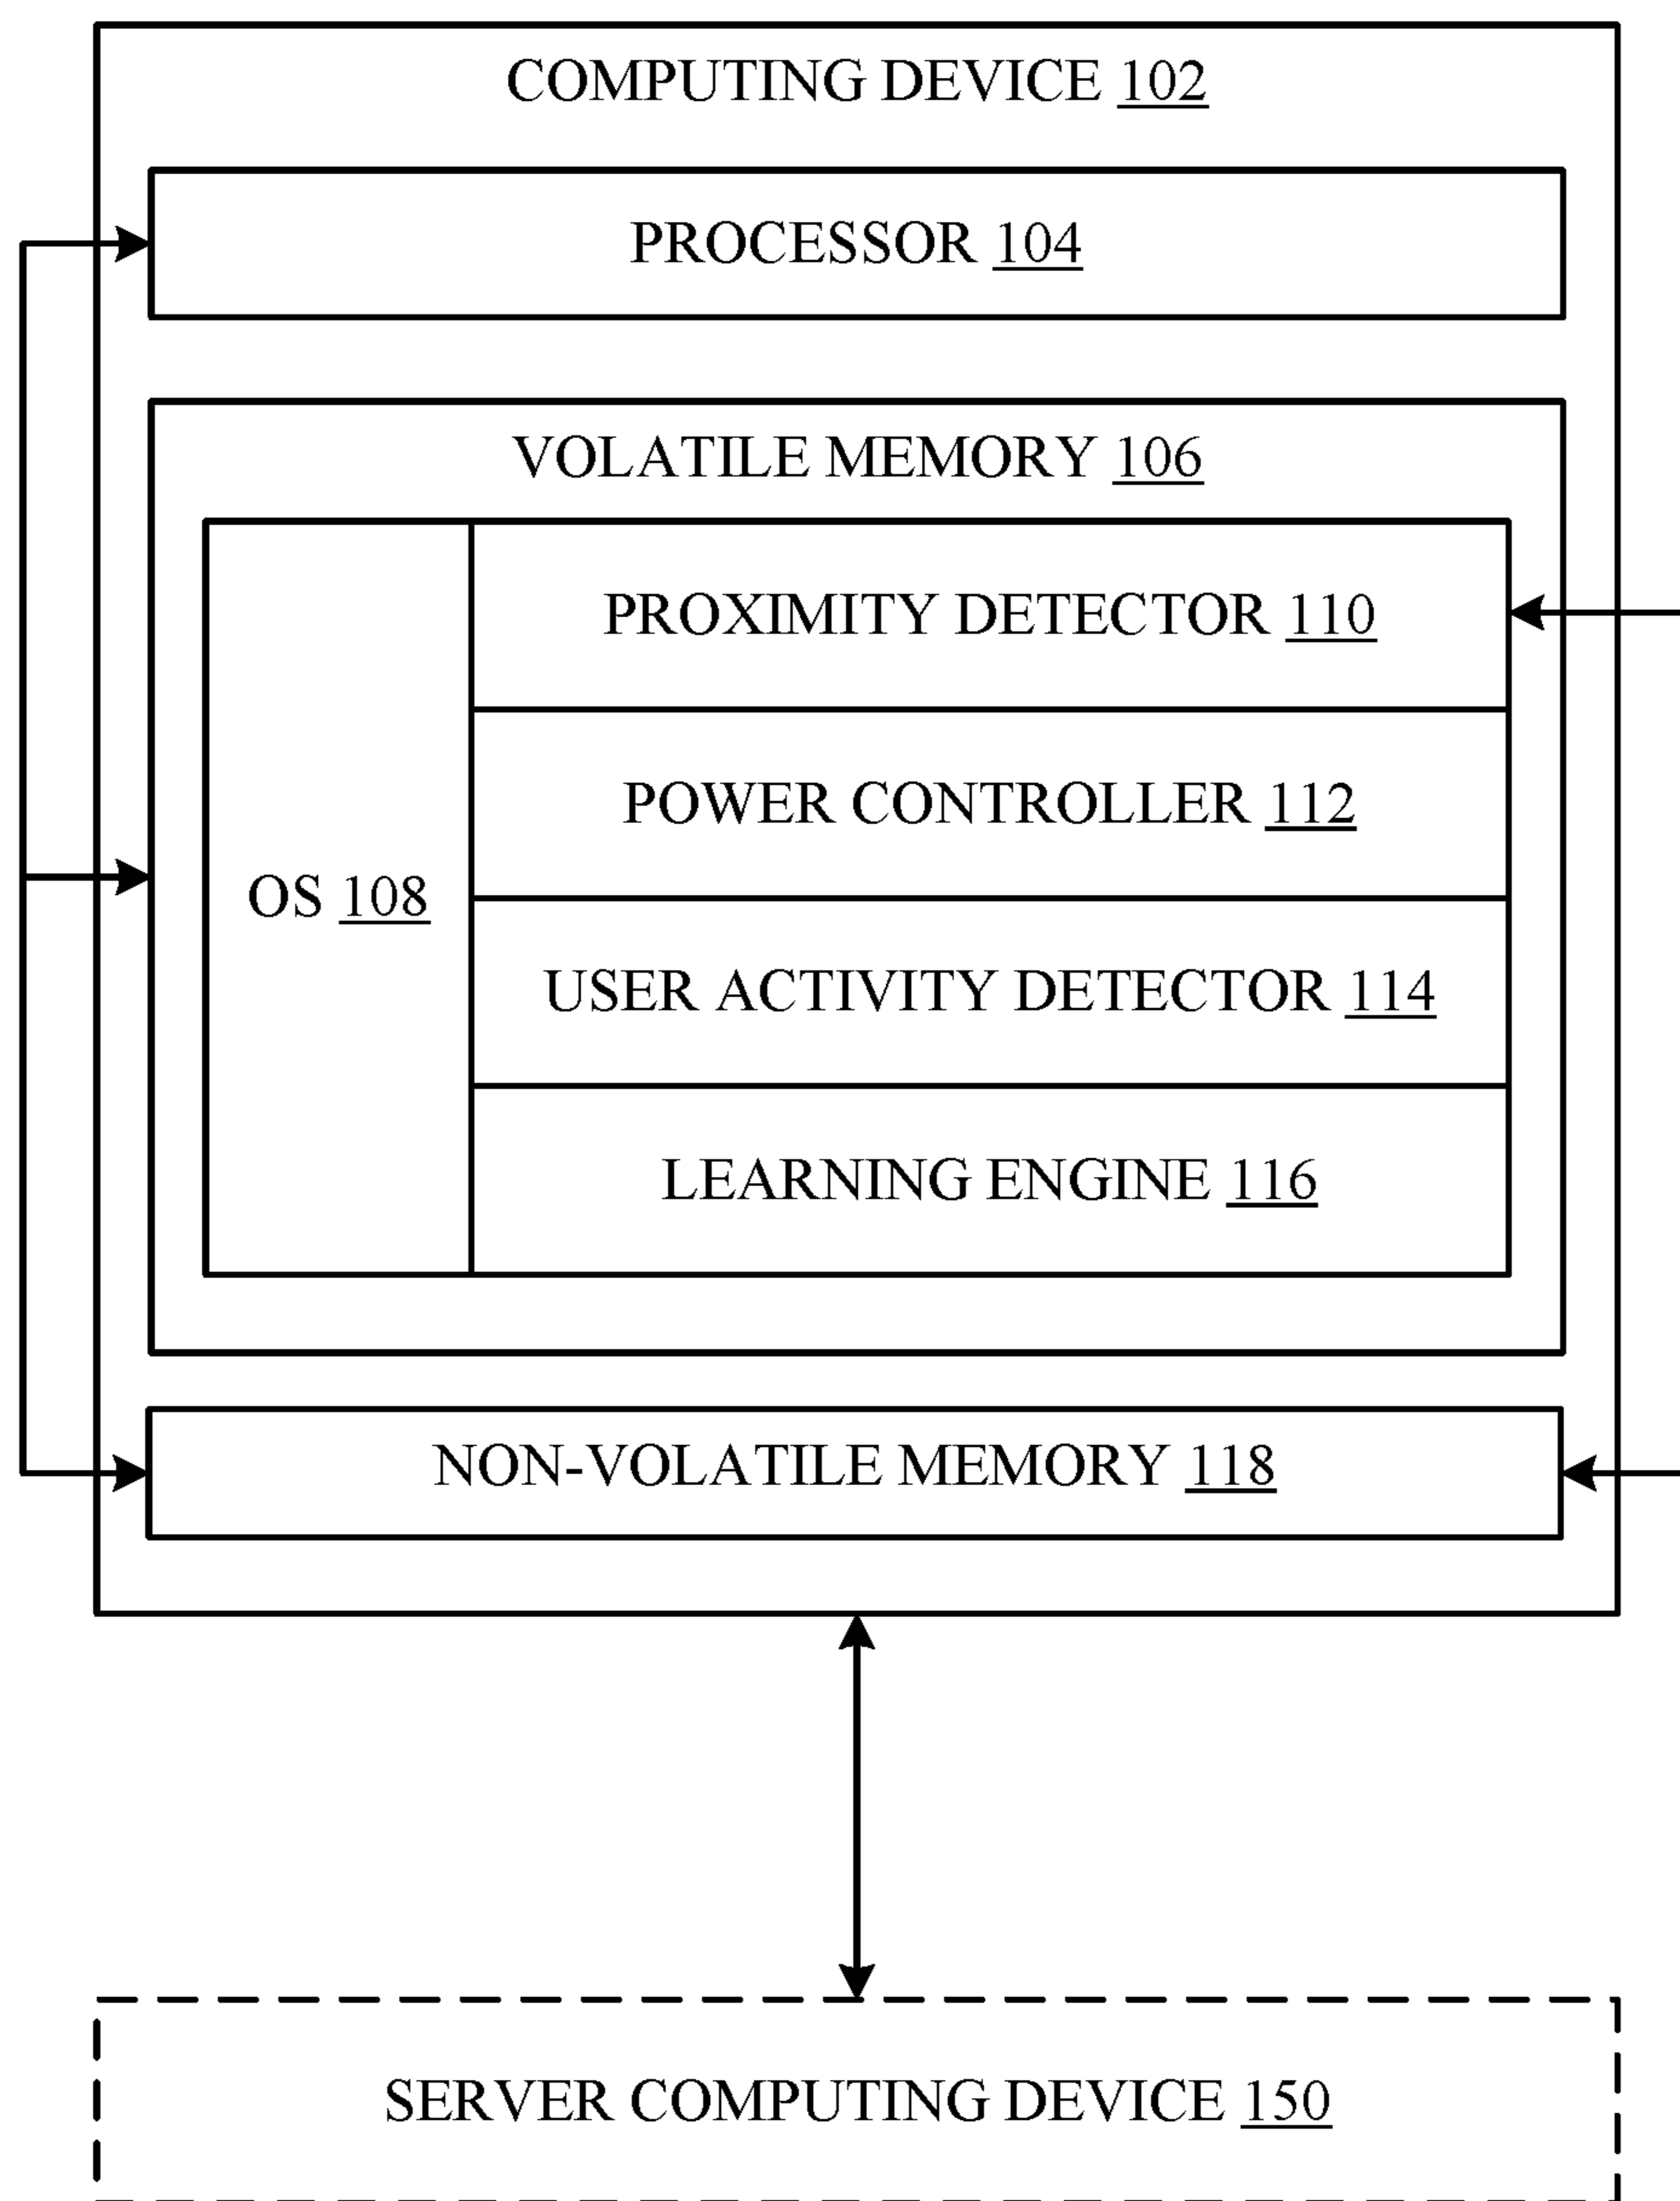 COMPUTING DEVICE 102
PROCESSOR 104
VOLATILE MEMORY 106
OS 108
PROXIMITY DETECTOR 110
POWER CONTROLLER 112
USER ACTIVITY DETECTOR 114
LEARNING ENGINE 116
NON-VOLATILE MEMORY 118
SERVER COMPUTING DEVICE 150